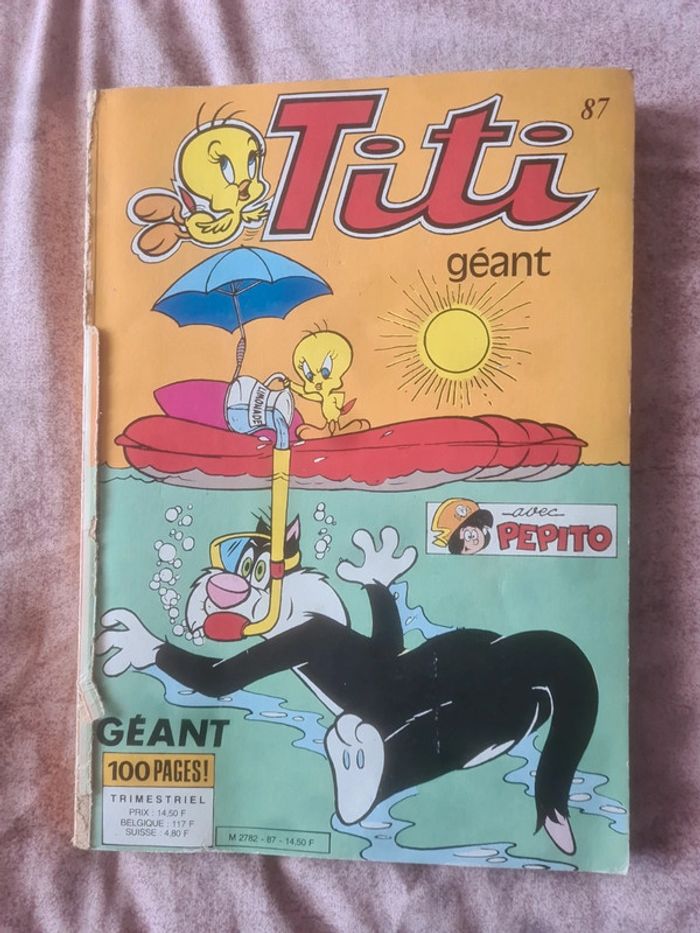 87
Titi
géant
LIMONADE
avec
PEPITO
GÉANT
100 PAGES!
TRIMESTRIEL
PRIX : 14,50 F
BELGIQUE : 117 F
SUISSE : 4,80 F
M 2782 - 87 - 14,50 F